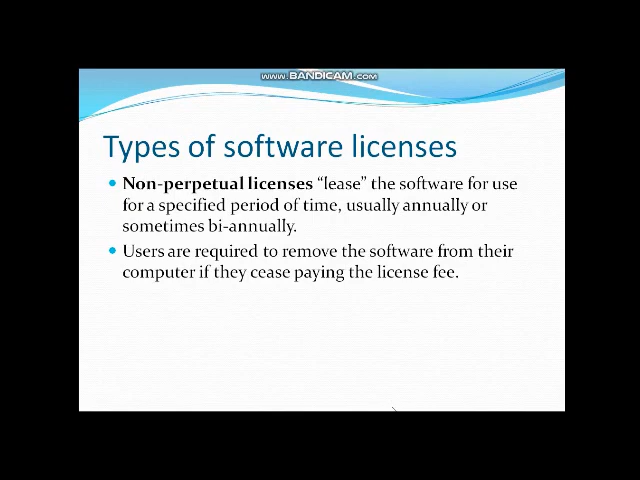 www.BANDICAM.com
Types of software licenses
• Non-perpetual licenses “lease” the software for use
for a specified period of time, usually annually or
sometimes bi-annually.
• Users are required to remove the software from their
computer if they cease paying the license fee.